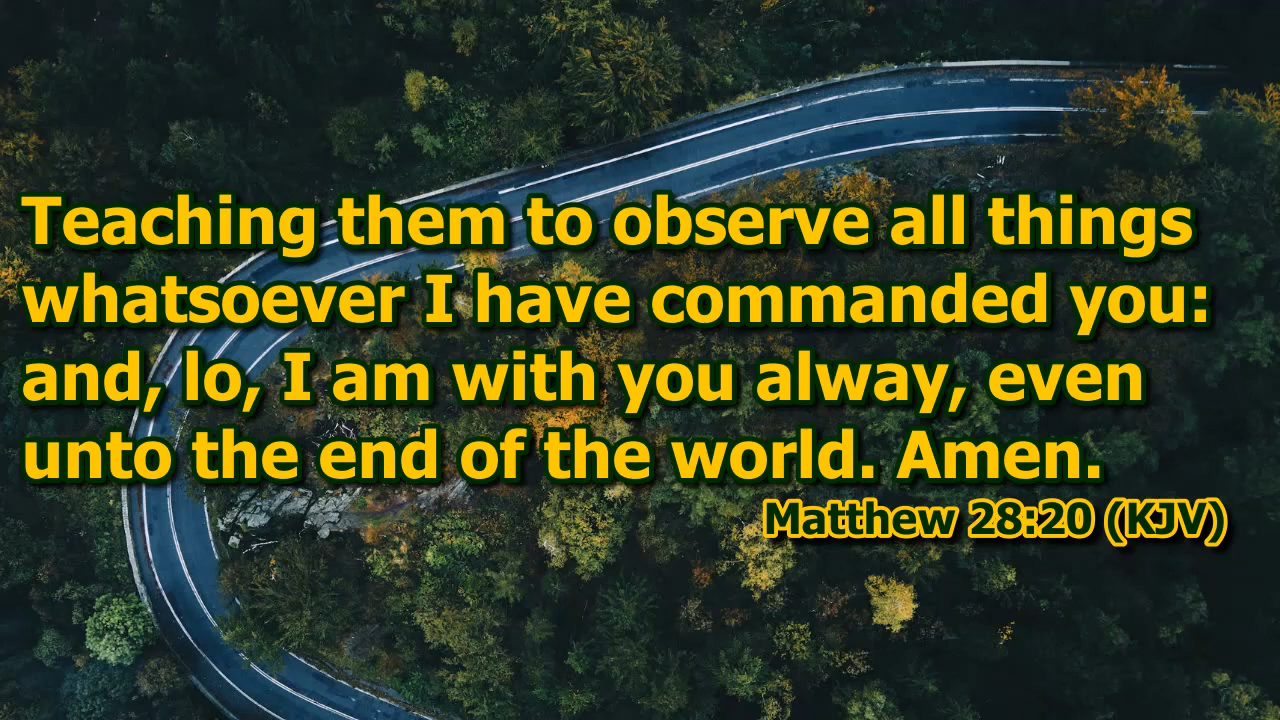 Teaching them to observe all things
whatsoever I have commanded you:
and, lo, I am with you alway, even
unto the end of the world. Amen.
Matthew 28:20 (KJV)